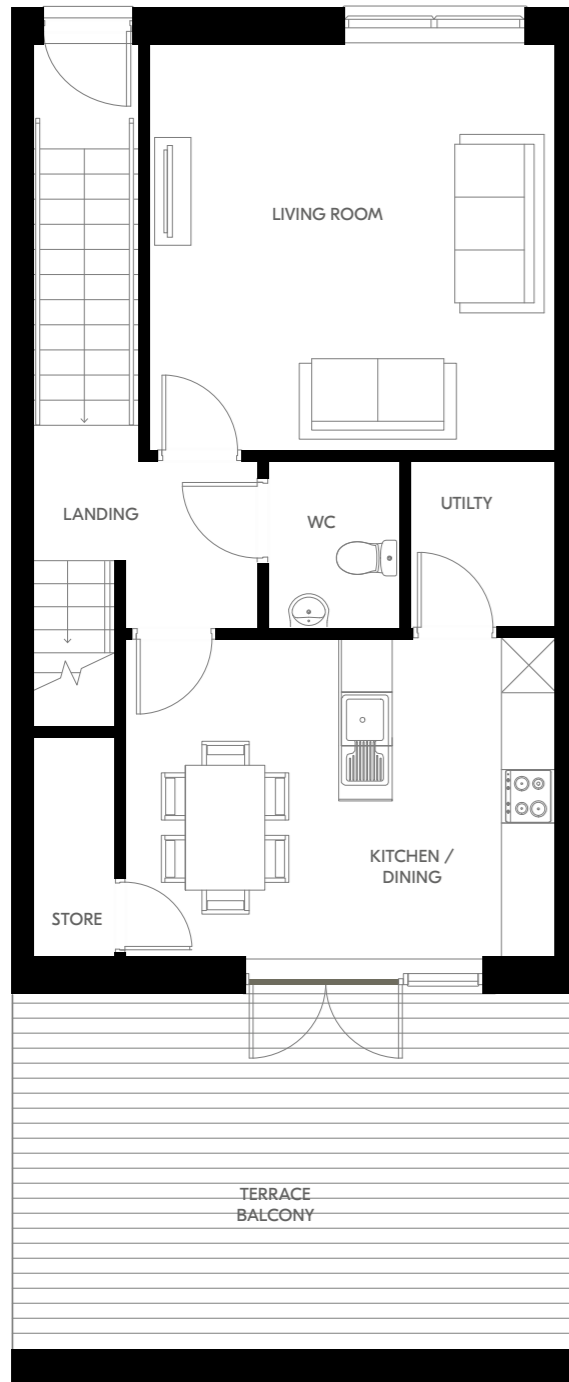 LIVING ROOM
LANDING
WC
UTILTY
KITCHEN /
DINING
STORE
TERRACE
BALCONY